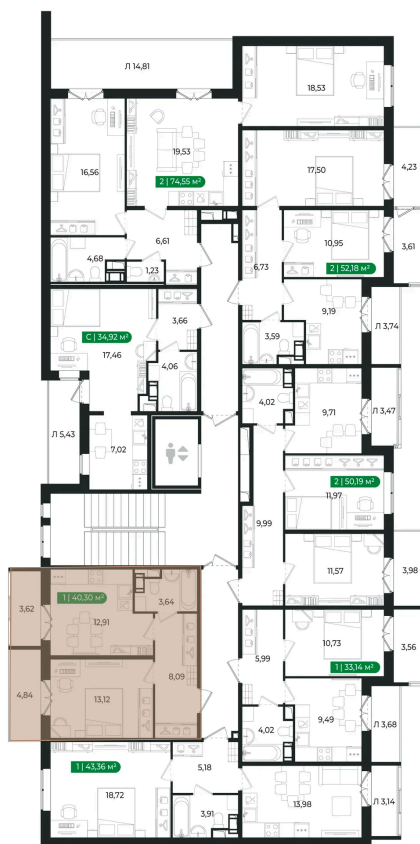 Л 14,81
18,53
19,53
16,56
2 | 74,55 м²
17,50
4,23
6,61
4,68
1,23
6,73
10,95
2 | 52,18 м²
3,61
3,66
9,19
С | 34,92 м²
17,46
3,59
Л 3,74
4,06
4,02
9,71
Л 3,47
Л 5,43
7,02
2 | 50,19 м²
11,97
9,99
11,57
3,98
3,62
1 | 40,30 м²
12,91
3,64
10,73
3,56
5,99
1 | 33,14 м²
4,84
13,12
8,09
4,02
9,49
Л 3,68
1 | 43,36 м²
5,18
18,72
3,91
13,98
Л 3,14